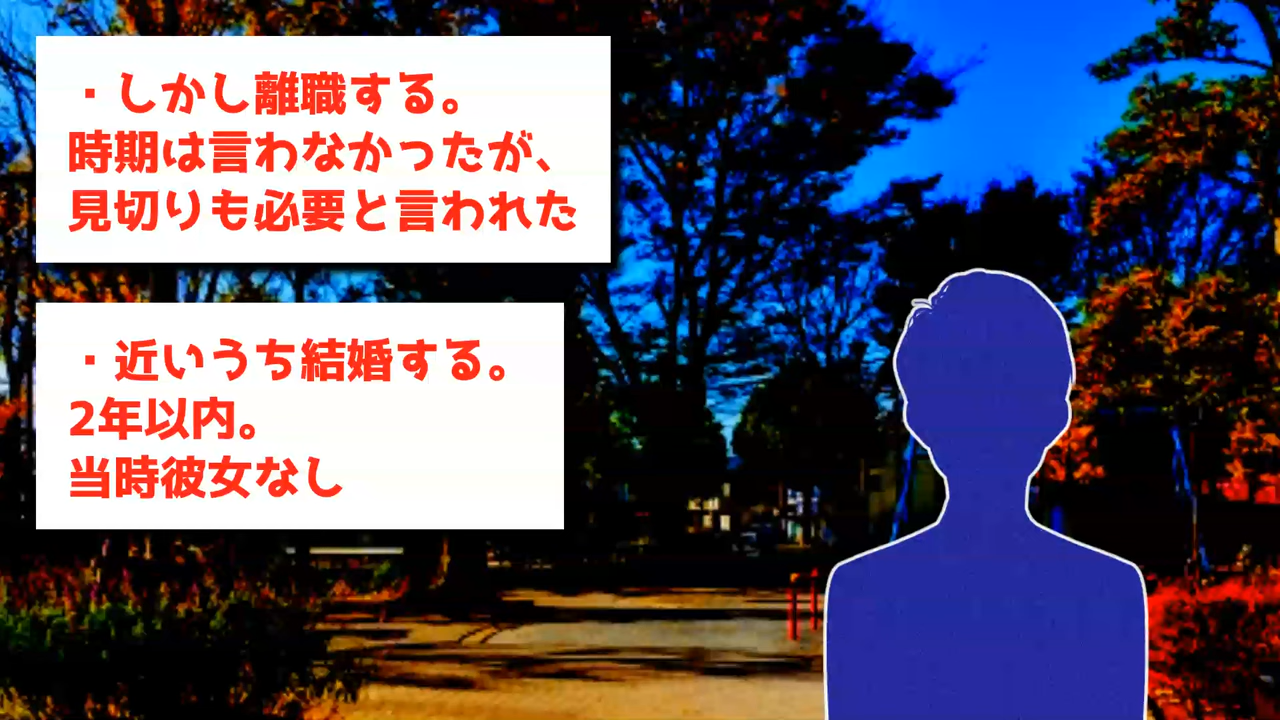 ・しかし離職する。
時期は言わなかったが、
見切りも必要と言われた
・近いうち結婚する。
2年以内。
当時彼女なし